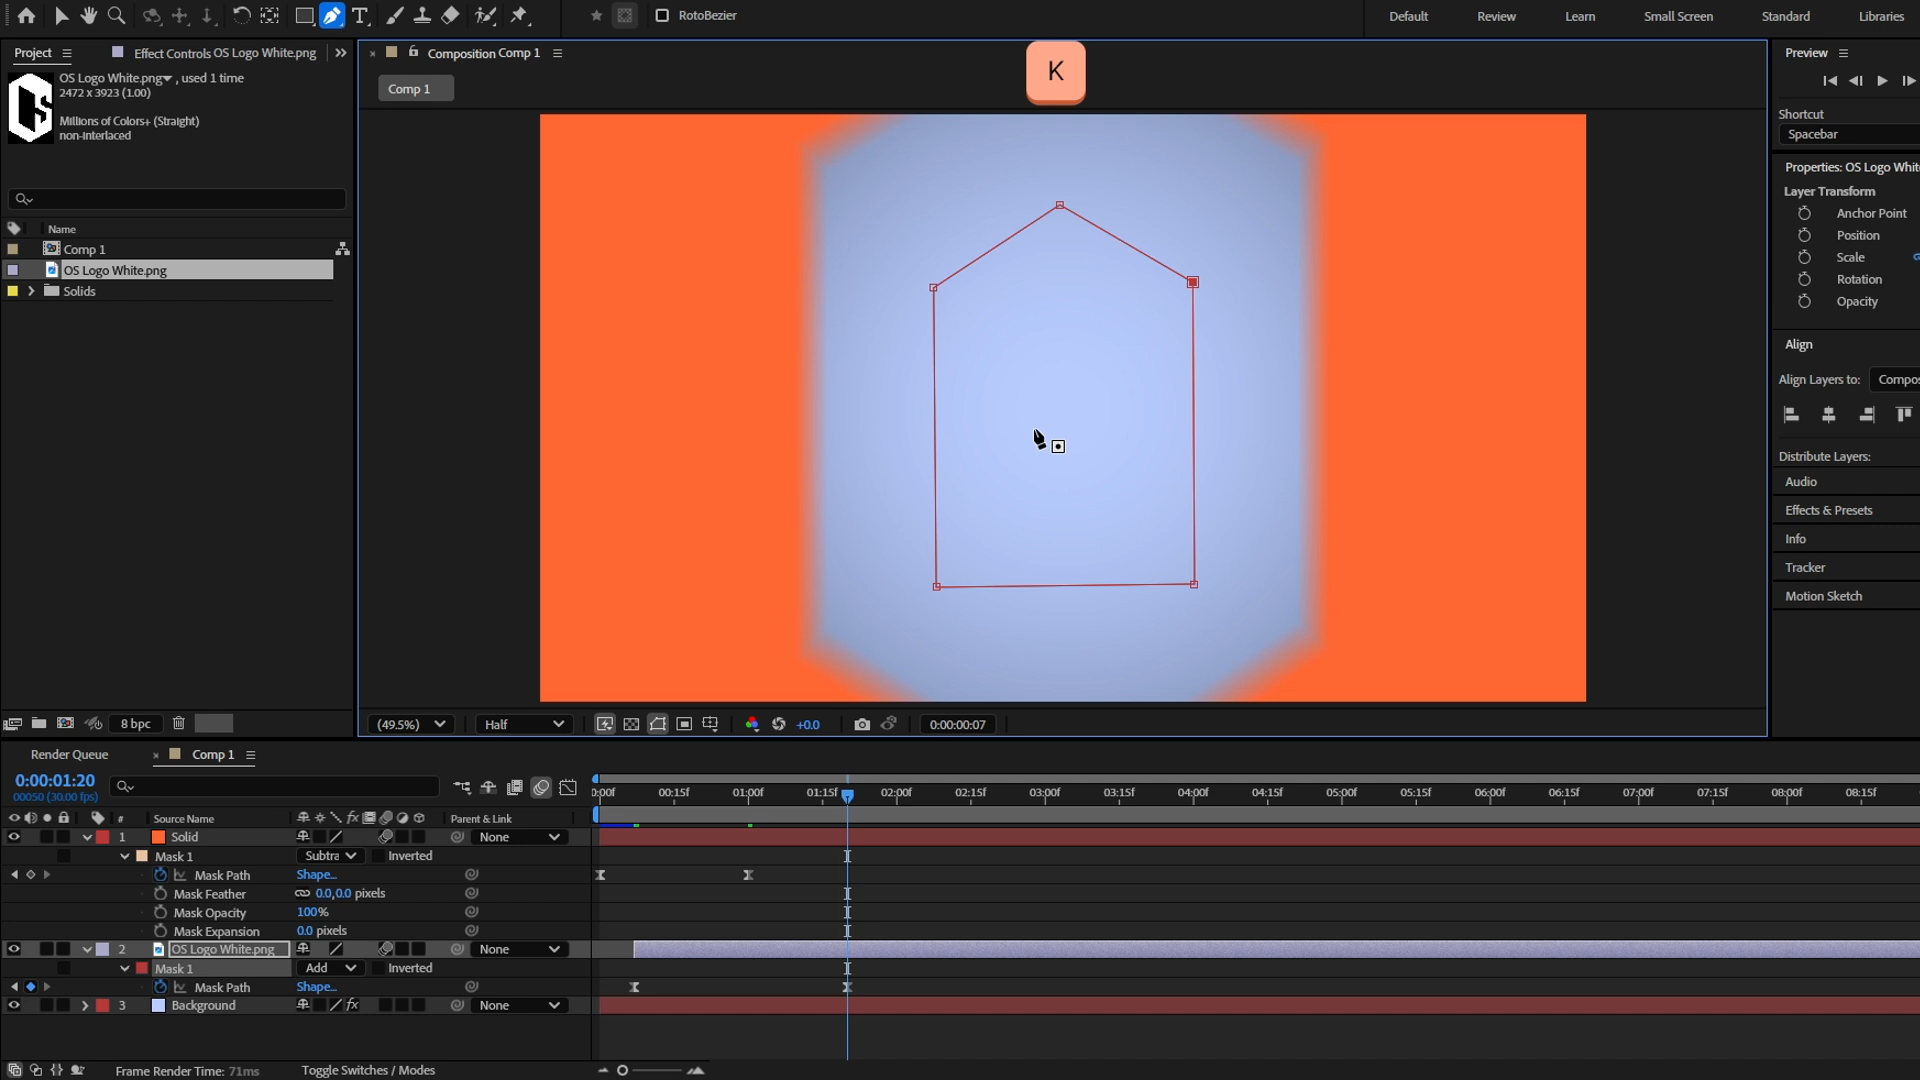 RotoBezier
Default
Review
Learn
Small Screen
Standard
Libraries
Project
Effect Controls OS Logo White.png
Composition Comp 1
K
Preview
OS Logo White.png , used 1 time
2472 x 3923 (1.00)
Millions of Colors+ (Straight)
non-interlaced
Comp 1
Shortcut
Spacebar
Properties: OS Logo Whit
Layer Transform
Anchor Point
Position
Scale
Rotation
Opacity
Name
Comp 1
OS Logo White.png
Solids
Align
Align Layers to: Compos
Distribute Layers:
Audio
Effects & Presets
Info
Tracker
Motion Sketch
8 bpc
(49.5%)
Half
+0.0
0:00:00:07
Render Queue
Comp 1
0:00:01:20
00050 (30.00 fps)
0:00f 00:15f 01:00f 01:15f 02:00f 02:15f 03:00f 03:15f 04:00f 04:15f 05:00f 05:15f 06:00f 06:15f 07:00f 07:15f 08:00f 08:15f
# Source Name fx Parent & Link
1 Solid None
Mask 1 Subtra Inverted
Mask Path Shape...
Mask Feather 0.0,0.0 pixels
Mask Opacity 100%
Mask Expansion 0.0 pixels
2 OS Logo White.png None
Mask 1 Add Inverted
Mask Path Shape...
3 Background fx None
Frame Render Time: 71ms
Toggle Switches / Modes